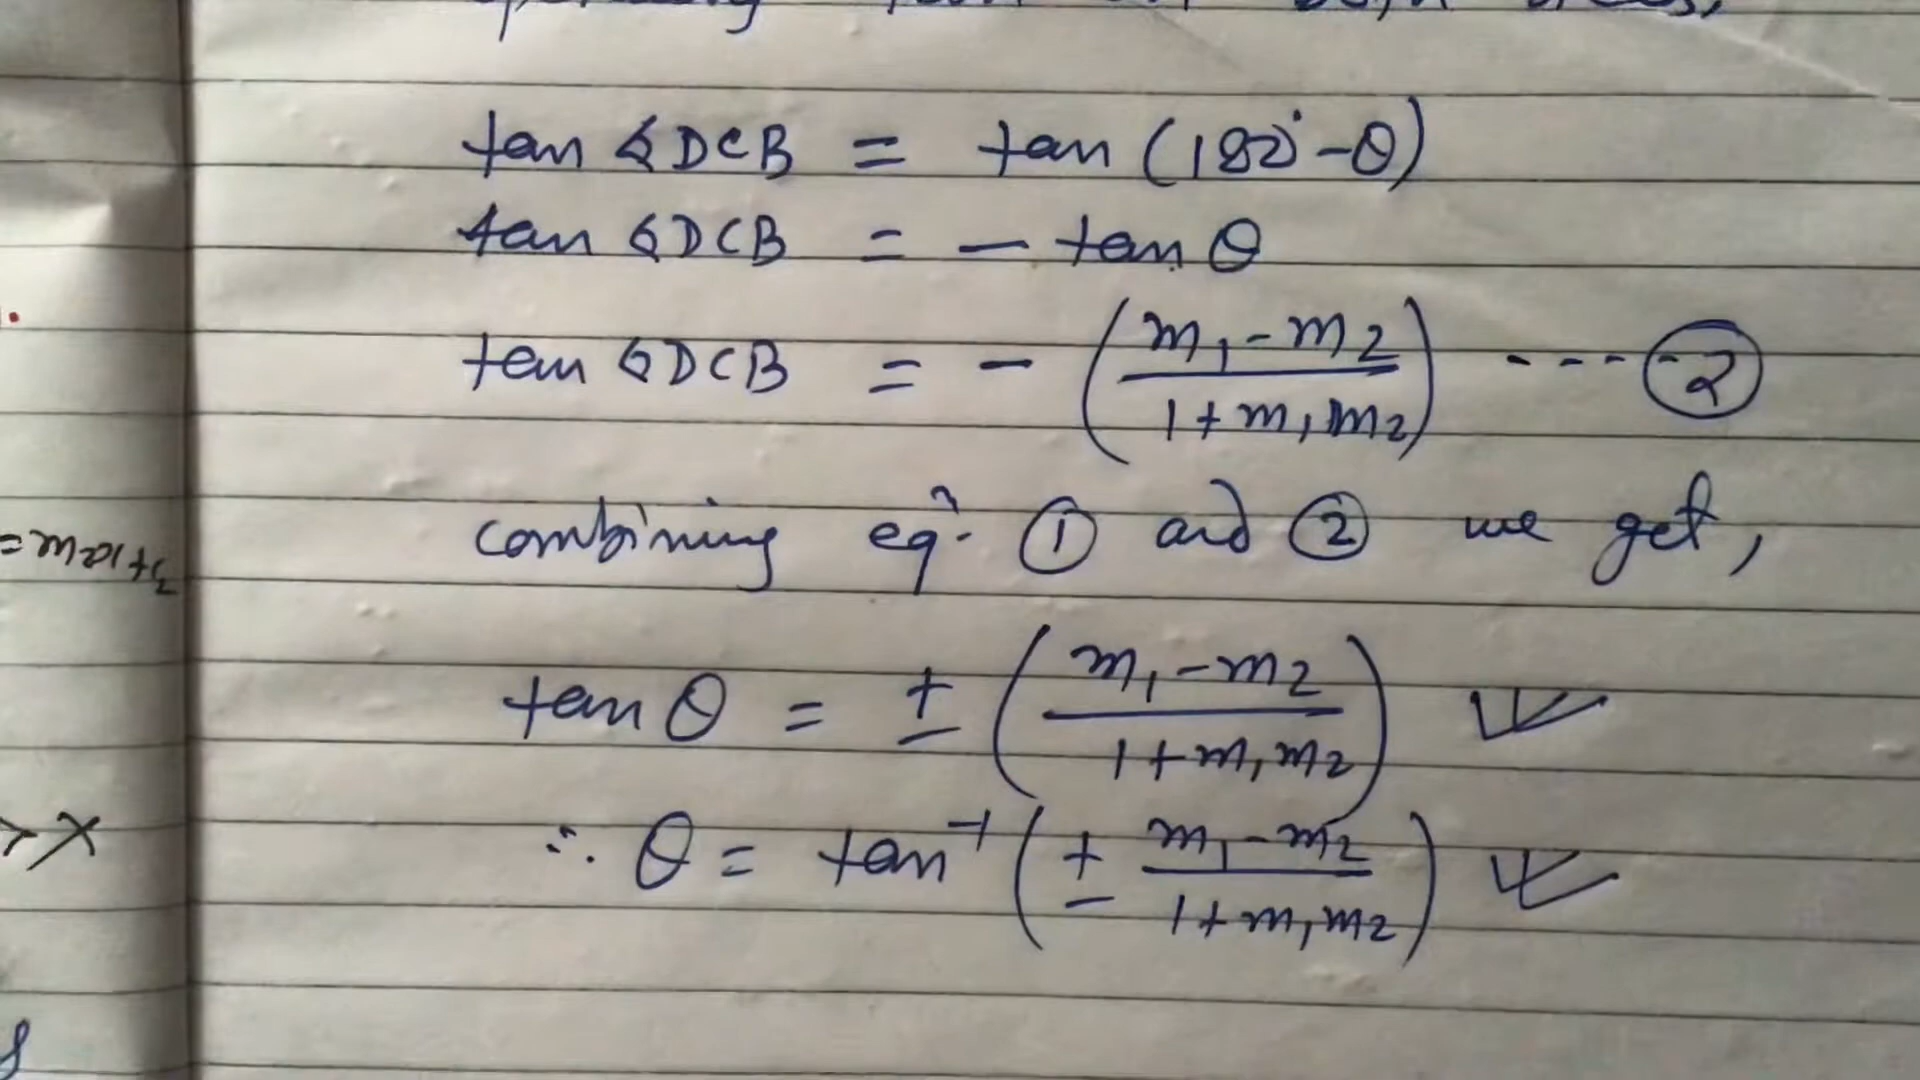 tan ∢DCB = tan (180° - θ)
tan ∢DCB = - tan θ
tan ∢DCB = - (m₁ - m₂ / 1 + m₁m₂) ---- ②
combining eqⁿ. ① and ② we get,
tan θ = ± (m₁ - m₂ / 1 + m₁m₂)
∴ θ = tan⁻¹ (± m₁ - m₂ / 1 + m₁m₂)